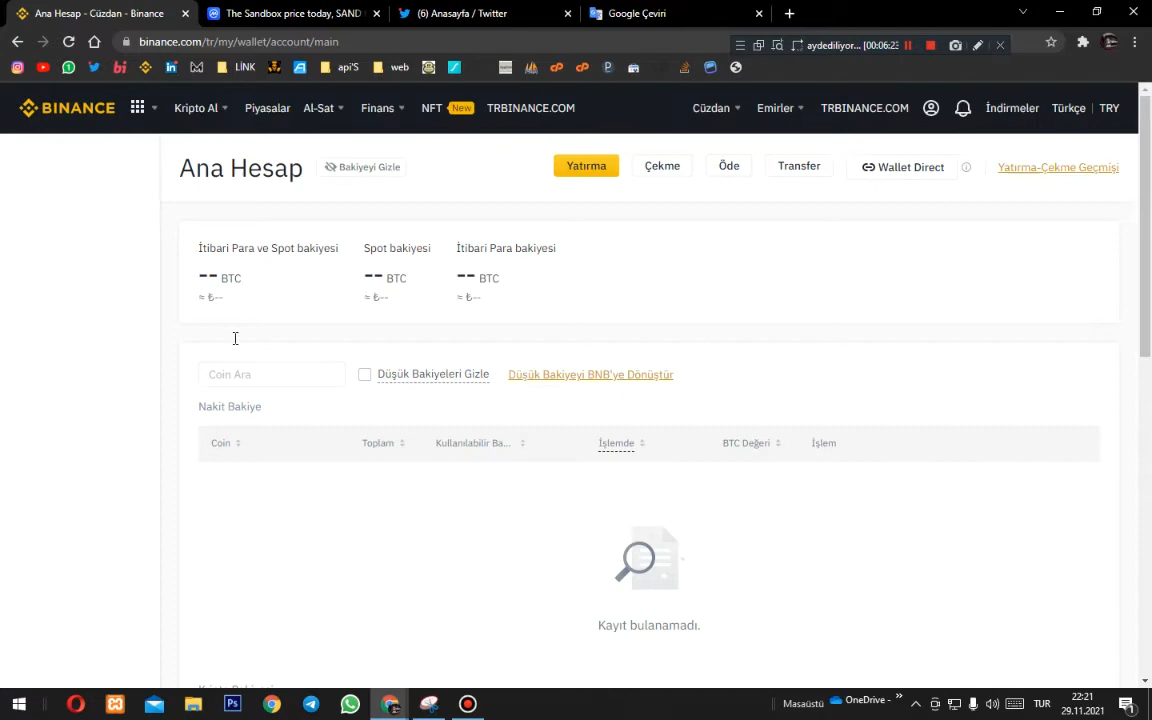 Ana Hesap - Cüzdan - Binance
The Sandbox price today, SAND
(6) Anasayfa / Twitter
Google Çeviri
binance.com/tr/my/wallet/account/main
aydediliyor... [00:06:23
LİNK
api'S
web
BINANCE
Kripto Al
Piyasalar
Al-Sat
Finans
NFT New
TRBINANCE.COM
Cüzdan
Emirler
TRBINANCE.COM
İndirmeler
Türkçe
TRY
Ana Hesap
Bakiyeyi Gizle
Yatırma
Çekme
Öde
Transfer
Wallet Direct
Yatırma-Çekme Geçmişi
İtibari Para ve Spot bakiyesi
Spot bakiyesi
İtibari Para bakiyesi
-- BTC
-- BTC
-- BTC
≈ ₺--
≈ ₺--
≈ ₺--
Coin Ara
Düşük Bakiyeleri Gizle
Düşük Bakiyeyi BNB'ye Dönüştür
Nakit Bakiye
Coin
Toplam
Kullanılabilir Ba...
İşlemde
BTC Değeri
İşlem
Kayıt bulanamadı.
Masaüstü
OneDrive -
TUR
22:21
29.11.2021